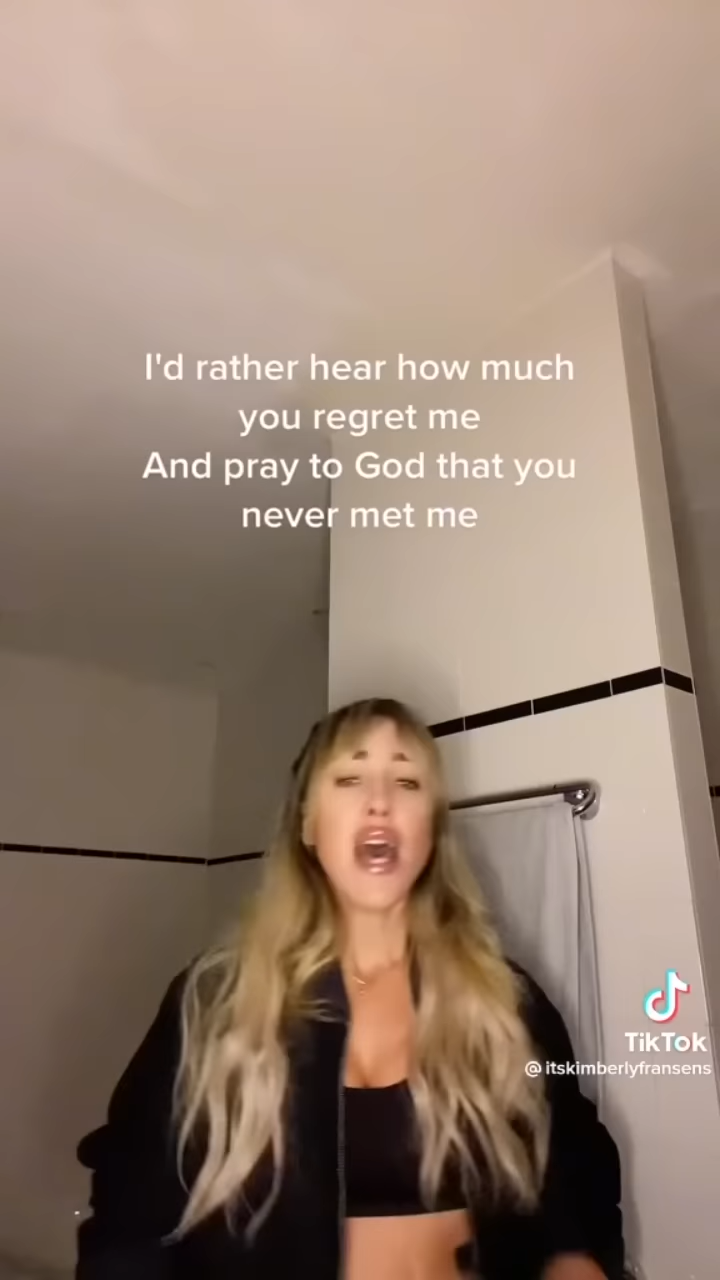 I'd rather hear how much
you regret me
And pray to God that you
never met me
TikTok
@itskimberlyfransens